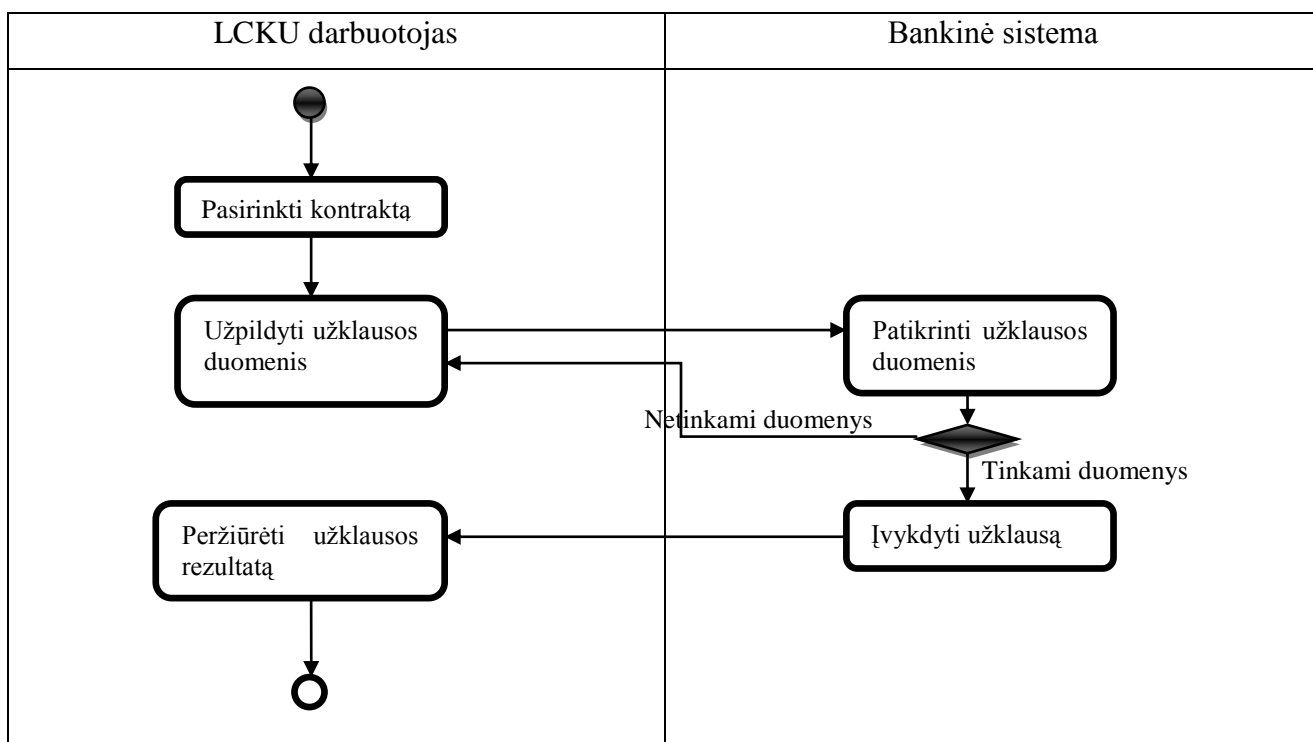 LCKU darbuotojas
Bankinė sistema
Pasirinkti kontraktą
Užpildyti užklausos
duomenis
Patikrinti užklausos
duomenis
Netinkami duomenys
Tinkami duomenys
Peržiūrėti užklausos
rezultatą
Įvykdyti užklausą